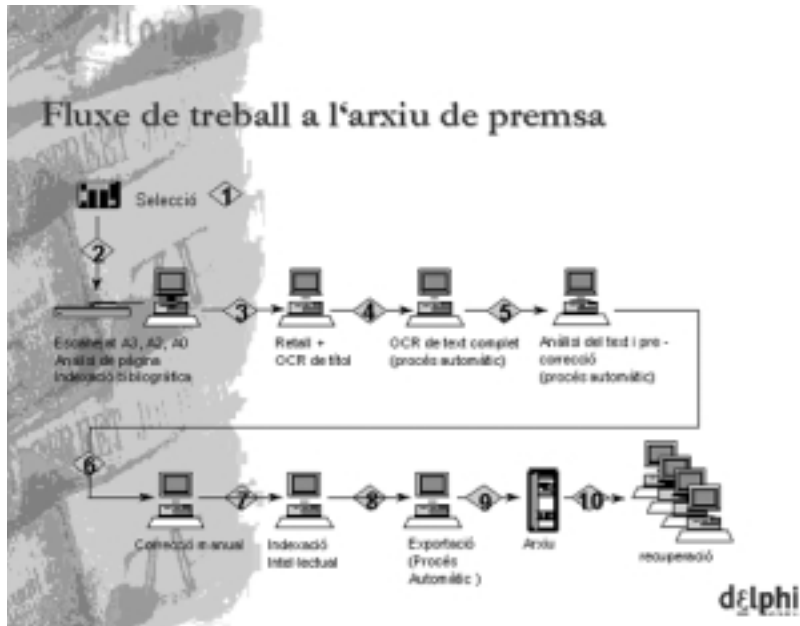 Fluxe de treball a l‘arxiu de premsa
Selecció 1
2
3
4
5
Escanejat A3, A2, A0
Anàlisi de pàgina
Indexació bibliogràfica
Retall +
OCR de títol
OCR de text complet
(procés automàtic)
Anàlisi del text i pre -
correcció
(procés automàtic)
6
7
8
9
10
Correcció manual
Indexació
Intel·lectual
Exportació
(Procés
Automàtic )
Arxiu
recuperació
dɛlphi